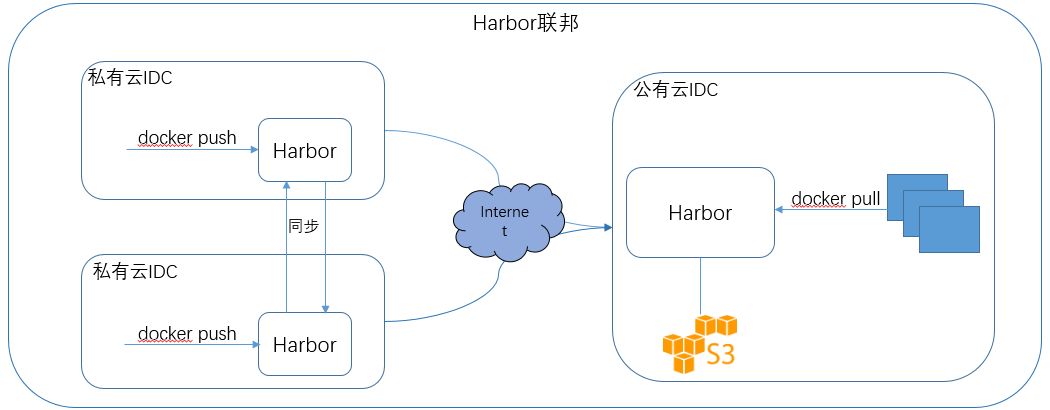 Harbor联邦
私有云IDC
docker push
Harbor
同步
私有云IDC
docker push
Harbor
Interne
t
公有云IDC
Harbor
docker pull
S3